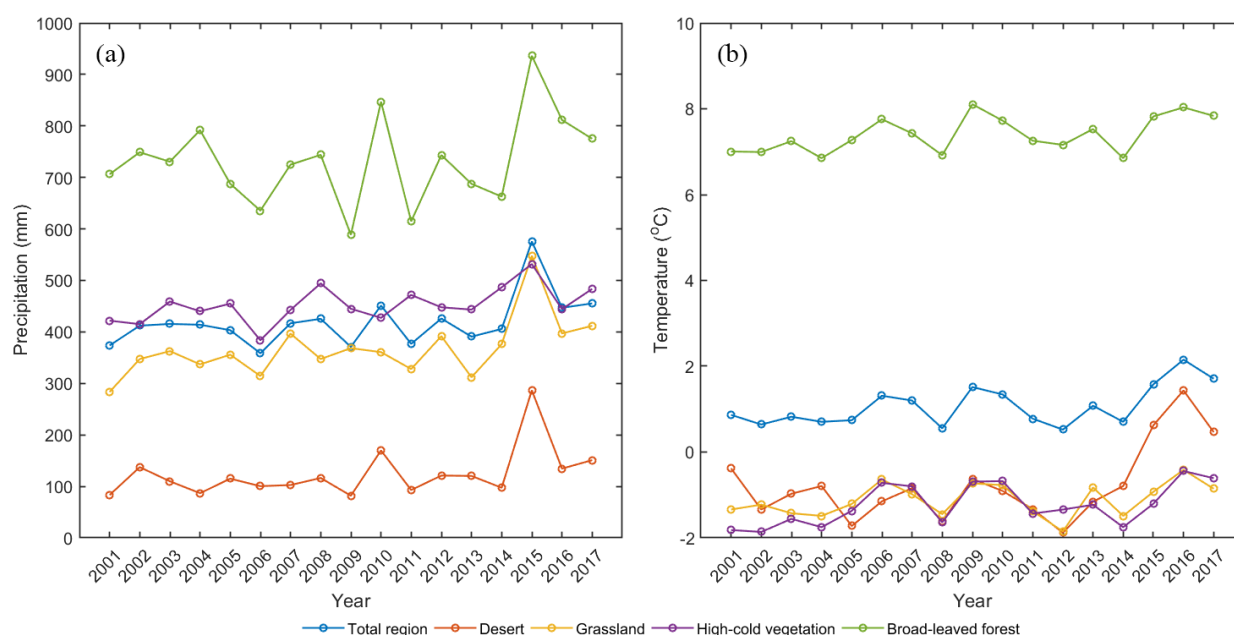 (a)
Precipitation (mm)
1000
900
800
700
600
500
400
300
200
100
0
2001 2002 2003 2004 2005 2006 2007 2008 2009 2010 2011 2012 2013 2014 2015 2016 2017
Year
(b)
Temperature (°C)
10
8
6
4
2
0
-2
2001 2002 2003 2004 2005 2006 2007 2008 2009 2010 2011 2012 2013 2014 2015 2016 2017
Year
Total region Desert Grassland High-cold vegetation Broad-leaved forest